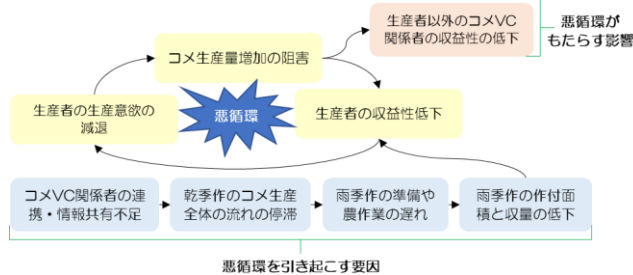 生産者以外のコメVC
関係者の収益性の低下
悪循環が
もたらす影響
コメ生産量増加の阻害
生産者の生産意欲の
減退
悪循環
生産者の収益性低下
コメVC関係者の連
携・情報共有不足
乾季作のコメ生産
全体の流れの停滞
雨季作の準備や
農作業の遅れ
雨季作の作付面
積と収量の低下
悪循環を引き起こす要因